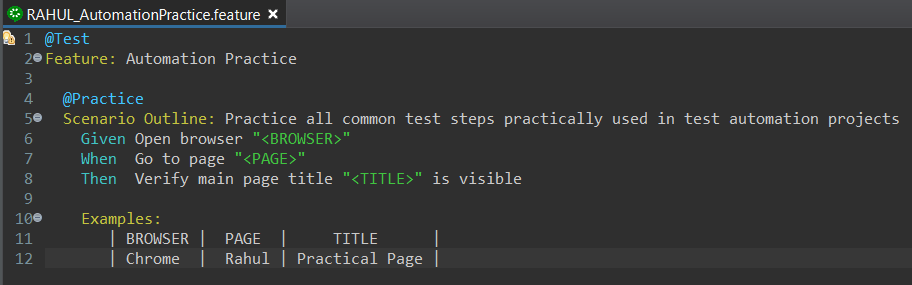 RAHUL_AutomationPractice.feature
1 @Test
2 Feature: Automation Practice
3
4 @Practice
5 Scenario Outline: Practice all common test steps practically used in test automation projects
6 Given Open browser "<BROWSER>"
7 When Go to page "<PAGE>"
8 Then Verify main page title "<TITLE>" is visible
9
10 Examples:
11 | BROWSER | PAGE | TITLE |
12 | Chrome | Rahul | Practical Page |